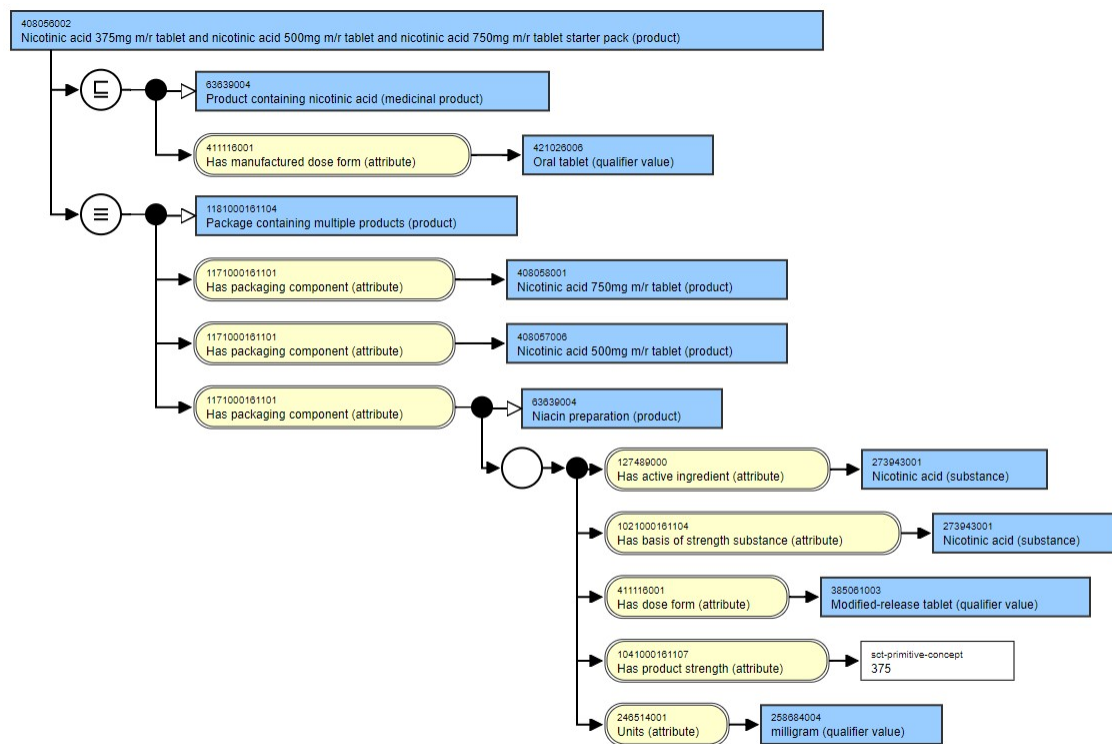 408056002
Nicotinic acid 375mg m/r tablet and nicotinic acid 500mg m/r tablet and nicotinic acid 750mg m/r tablet starter pack (product)
⊑
63639004
Product containing nicotinic acid (medicinal product)
411116001
Has manufactured dose form (attribute)
421026006
Oral tablet (qualifier value)
≡
1181000161104
Package containing multiple products (product)
1171000161101
Has packaging component (attribute)
408058001
Nicotinic acid 750mg m/r tablet (product)
1171000161101
Has packaging component (attribute)
408057006
Nicotinic acid 500mg m/r tablet (product)
1171000161101
Has packaging component (attribute)
63639004
Niacin preparation (product)
127489000
Has active ingredient (attribute)
273943001
Nicotinic acid (substance)
1021000161104
Has basis of strength substance (attribute)
273943001
Nicotinic acid (substance)
411116001
Has dose form (attribute)
385061003
Modified-release tablet (qualifier value)
1041000161107
Has product strength (attribute)
sct-primitive-concept
375
246514001
Units (attribute)
258684004
milligram (qualifier value)